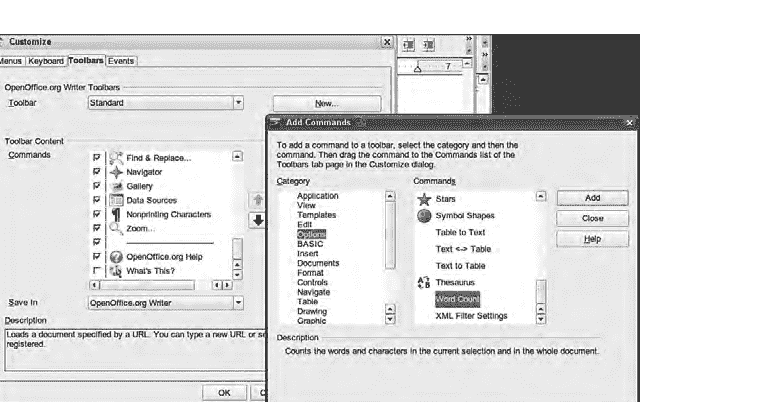 Customize
Menus Keyboard Toolbars Events
7
OpenOffice.org Writer Toolbars
Toolbar
Standard
New...
Toolbar Content
Commands
Find & Replace...
Navigator
Gallery
Data Sources
Nonprinting Characters
Zoom...
OpenOffice.org Help
What's This?
Save In
OpenOffice.org Writer
Description
Loads a document specified by a URL. You can type a new URL or se
registered.
OK
C
Add Commands
To add a command to a toolbar, select the category and then the
command. Then drag the command to the Commands list of the
Toolbars tab page in the Customize dialog.
Category
Application
View
Templates
Edit
Options
BASIC
Insert
Documents
Format
Controls
Navigate
Table
Drawing
Graphic
Commands
Stars
Symbol Shapes
Table to Text
Text <-> Table
Text to Table
Thesaurus
Word Count
XML Filter Settings
Add
Close
Help
Description
Counts the words and characters in the current selection and in the whole document.